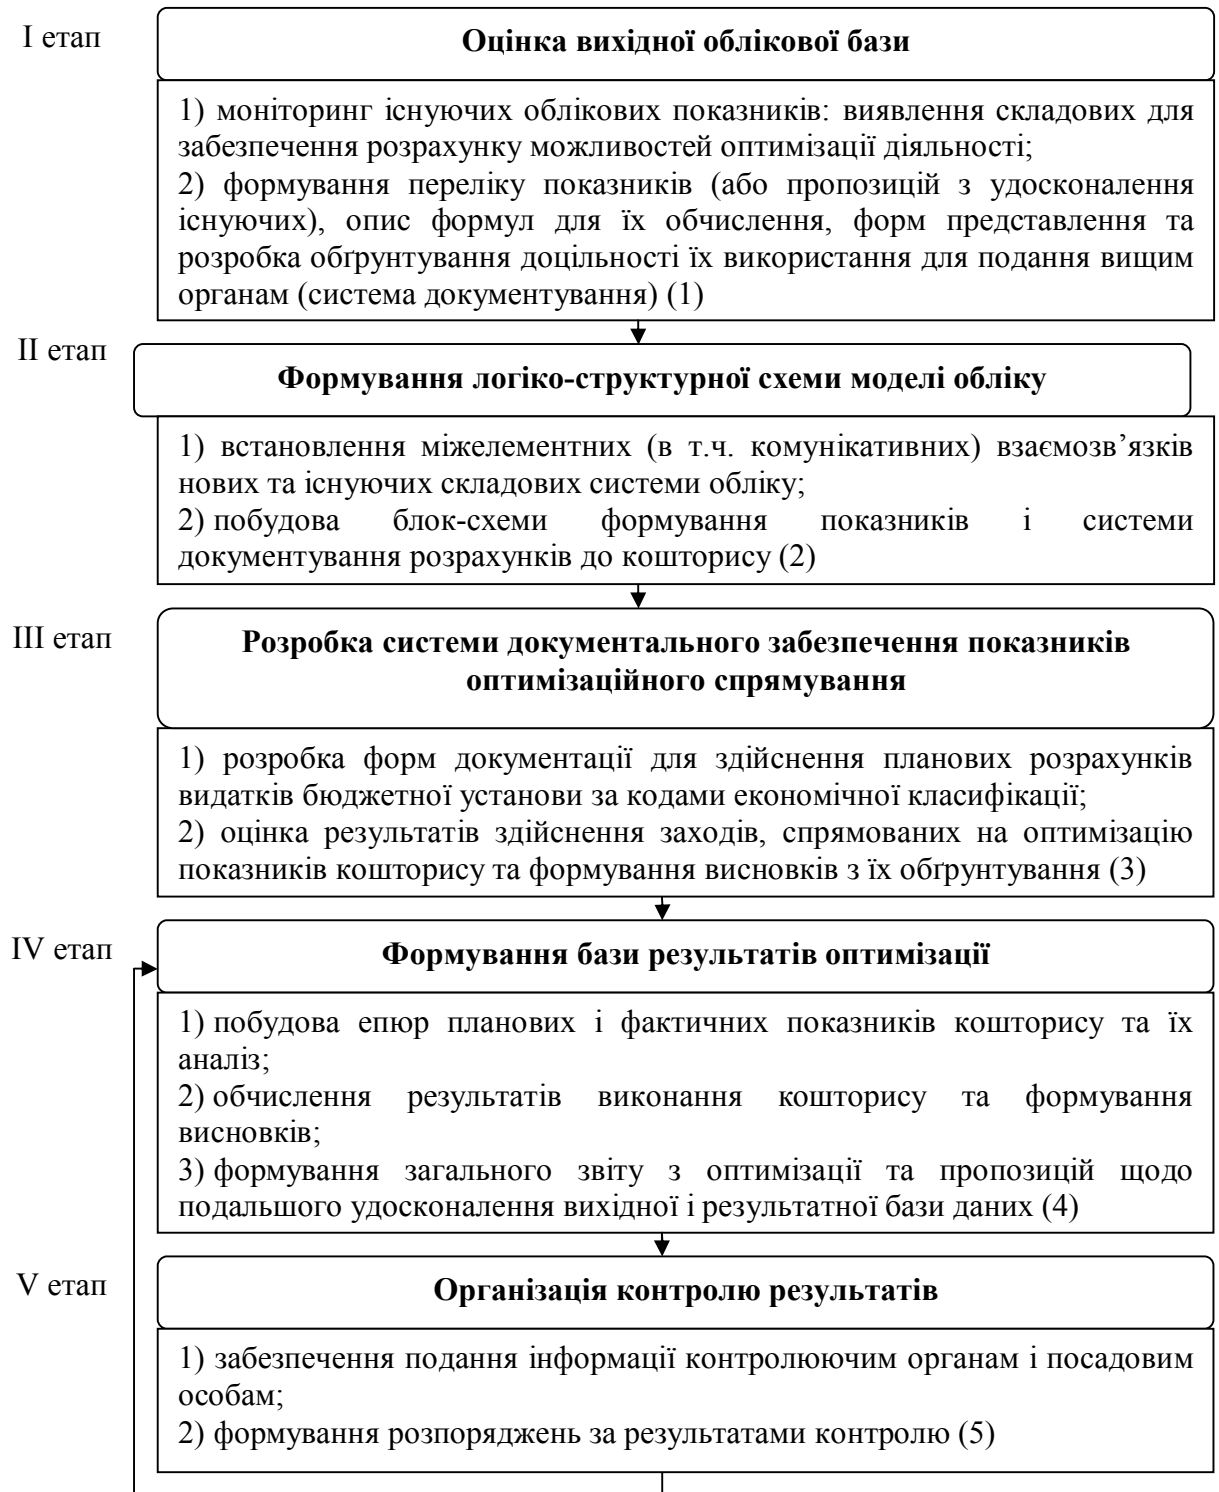 І етап
Оцінка вихідної облікової бази
1) моніторинг існуючих облікових показників: виявлення складових для
забезпечення розрахунку можливостей оптимізації діяльності;
2) формування переліку показників (або пропозицій з удосконалення
існуючих), опис формул для їх обчислення, форм представлення та
розробка обґрунтування доцільності їх використання для подання вищим
органам (система документування) (1)
ІІ етап
Формування логіко-структурної схеми моделі обліку
1) встановлення міжелементних (в т.ч. комунікативних) взаємозв’язків
нових та існуючих складових системи обліку;
2) побудова блок-схеми формування показників і системи
документування розрахунків до кошторису (2)
ІІІ етап
Розробка системи документального забезпечення показників
оптимізаційного спрямування
1) розробка форм документації для здійснення планових розрахунків
видатків бюджетної установи за кодами економічної класифікації;
2) оцінка результатів здійснення заходів, спрямованих на оптимізацію
показників кошторису та формування висновків з їх обґрунтування (3)
IV етап
Формування бази результатів оптимізації
1) побудова епюр планових і фактичних показників кошторису та їх
аналіз;
2) обчислення результатів виконання кошторису та формування
висновків;
3) формування загального звіту з оптимізації та пропозицій щодо
подальшого удосконалення вихідної і результатної бази даних (4)
V етап
Організація контролю результатів
1) забезпечення подання інформації контролюючим органам і посадовим
особам;
2) формування розпоряджень за результатами контролю (5)